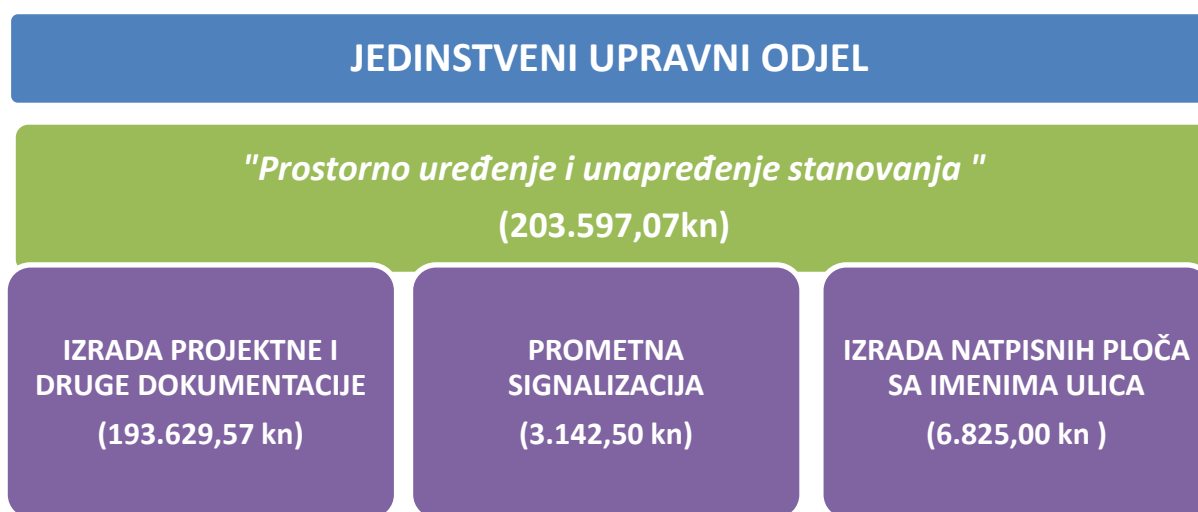 JEDINSTVENI UPRAVNI ODJEL
"Prostorno uređenje i unapređenje stanovanja "
(203.597,07kn)
IZRADA PROJEKTNE I
DRUGE DOKUMENTACIJE
(193.629,57 kn)
PROMETNA
SIGNALIZACIJA
(3.142,50 kn)
IZRADA NATPISNIH PLOČA
SA IMENIMA ULICA
(6.825,00 kn )